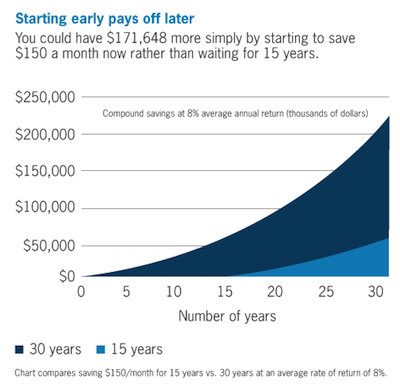 Starting early pays off later
You could have $171,648 more simply by starting to save
$150 a month now rather than waiting for 15 years.
$250,000
Compound savings at 8% average annual return (thousands of dollars)
$200,000
$150,000
$100,000
$50,000
$0
0 5 10 15 20 25 30
Number of years
30 years 15 years
Chart compares saving $150/month for 15 years vs. 30 years at an average rate of return of 8%.